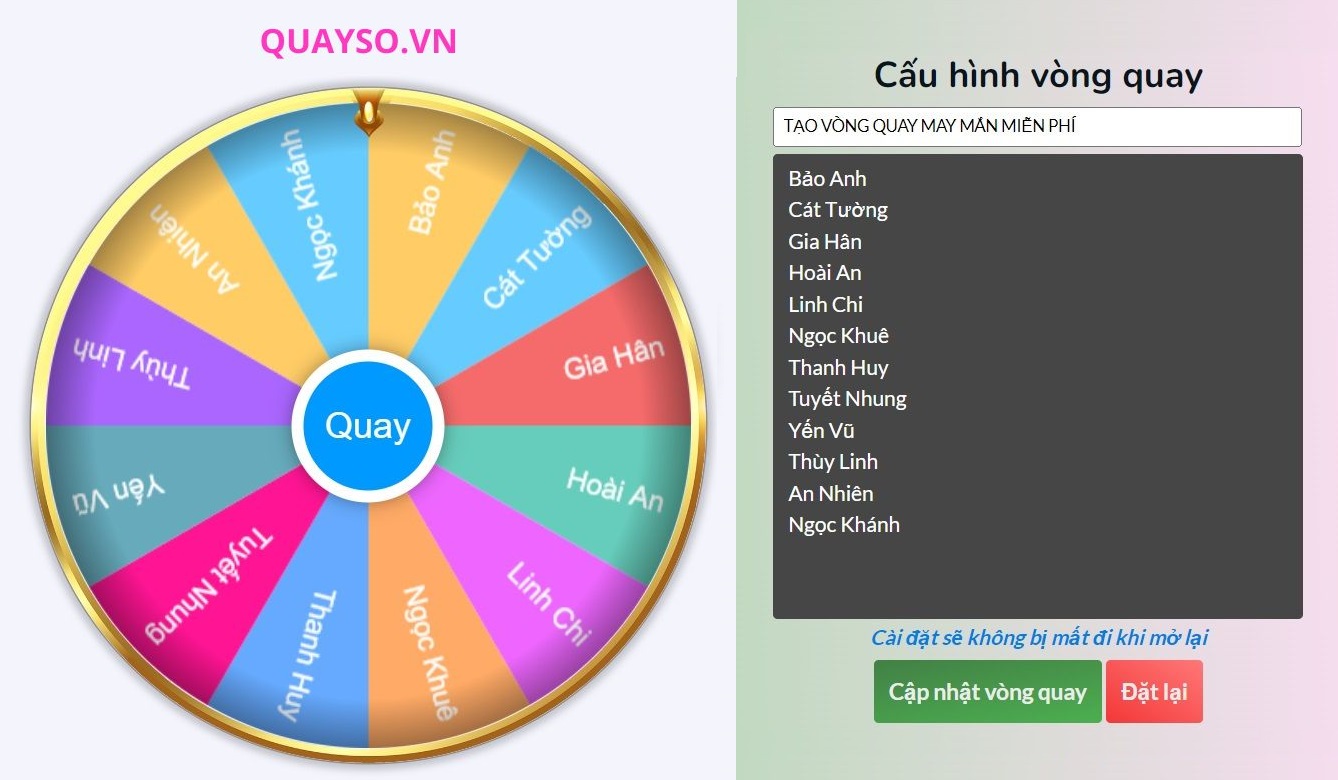 QUAYSO.VN
Bảo Anh
Cát Tường
Gia Hân
Hoài An
Linh Chi
Ngọc Khuê
Thanh Huy
Tuyết Nhung
Yến Vũ
Thùy Linh
An Nhiên
Ngọc Khánh
Quay
Cấu hình vòng quay
TẠO VÒNG QUAY MAY MẮN MIỄN PHÍ
Bảo Anh
Cát Tường
Gia Hân
Hoài An
Linh Chi
Ngọc Khuê
Thanh Huy
Tuyết Nhung
Yến Vũ
Thùy Linh
An Nhiên
Ngọc Khánh
Cài đặt sẽ không bị mất đi khi mở lại
Cập nhật vòng quay
Đặt lại